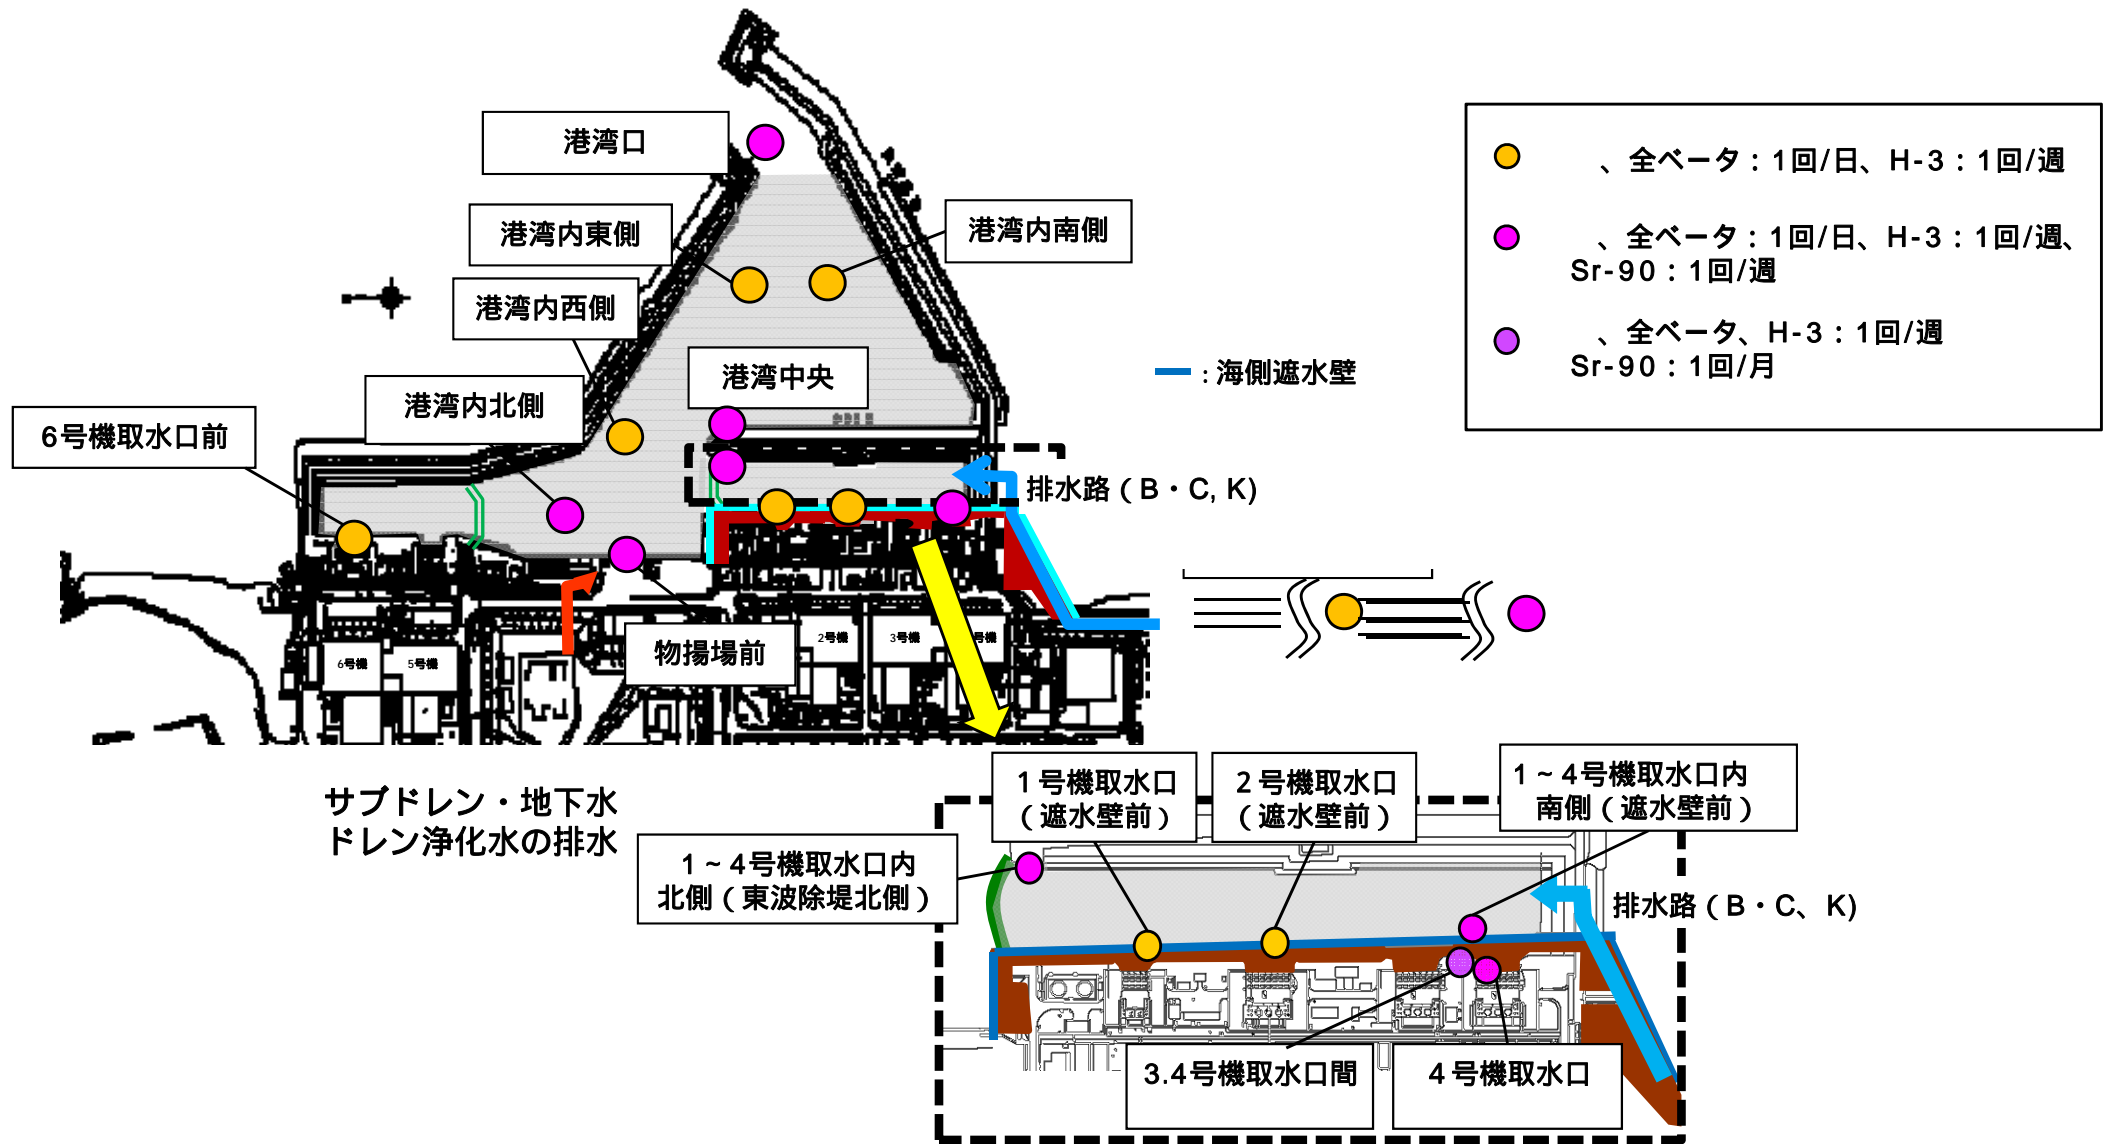 港湾口
港湾内東側
港湾内南側
港湾内西側
港湾中央
港湾内北側
6号機取水口前
：海側遮水壁
排水路（B・C, K)
物揚場前
6号機
5号機
2号機
3号機
号機
、全ベータ：1回/日、H-3：1回/週
、全ベータ：1回/日、H-3：1回/週、
Sr-90：1回/週
、全ベータ、H-3：1回/週
Sr-90：1回/月
サブドレン・地下水
ドレン浄化水の排水
1号機取水口
（遮水壁前）
2号機取水口
（遮水壁前）
1～4号機取水口内
南側（遮水壁前）
1～4号機取水口内
北側（東波除堤北側）
排水路（B・C、K)
3.4号機取水口間
4号機取水口